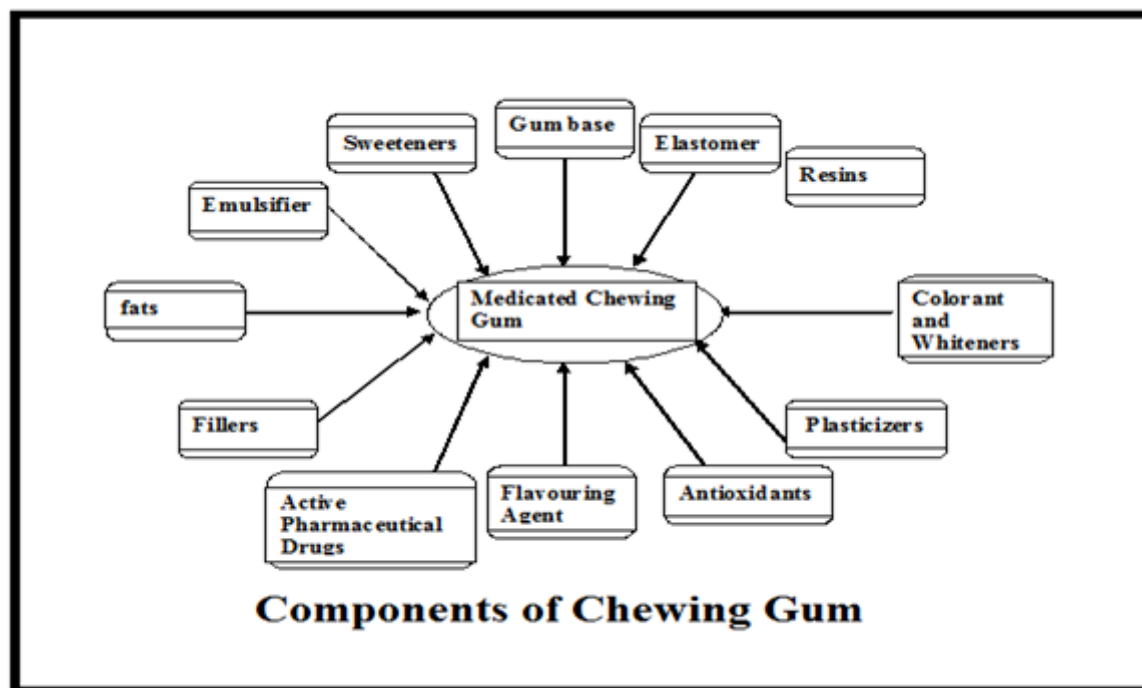 Sweeteners
Gum base
Elastomer
Resins
Emulsifier
fats
Medicated Chewing
Gum
Colorant
and
Whiteners
Fillers
Plasticizers
Active
Pharmaceutical
Drugs
Flavouring
Agent
Antioxidants
Components of Chewing Gum